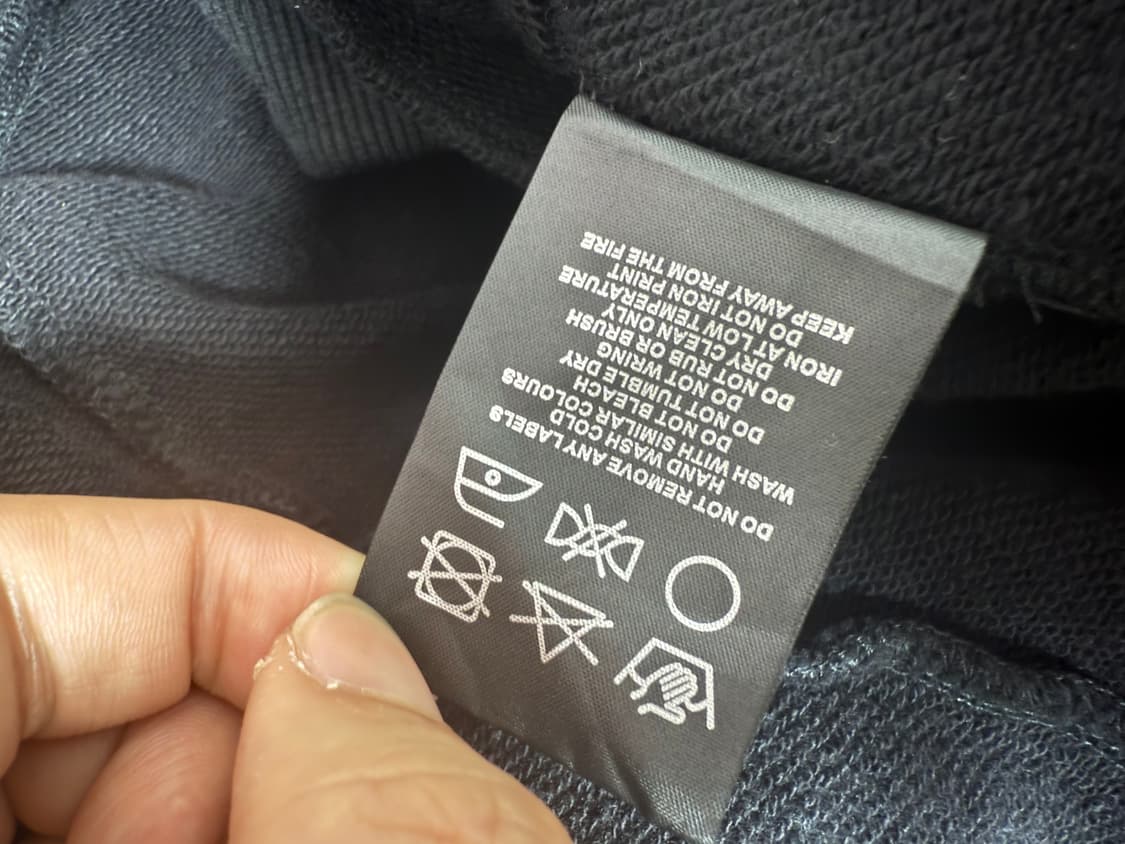 DO NOT REMOVE ANY LABELS
HAND WASH COLD
WASH WITH SIMILAR COLOURS
DO NOT BLEACH
DO NOT TUMBLE DRY
DO NOT WRING
DO NOT RUB OR BRUSH
DRY CLEAN ONLY
IRON AT LOW TEMPERATURE
DO NOT IRON PRINT
KEEP AWAY FROM THE FIRE